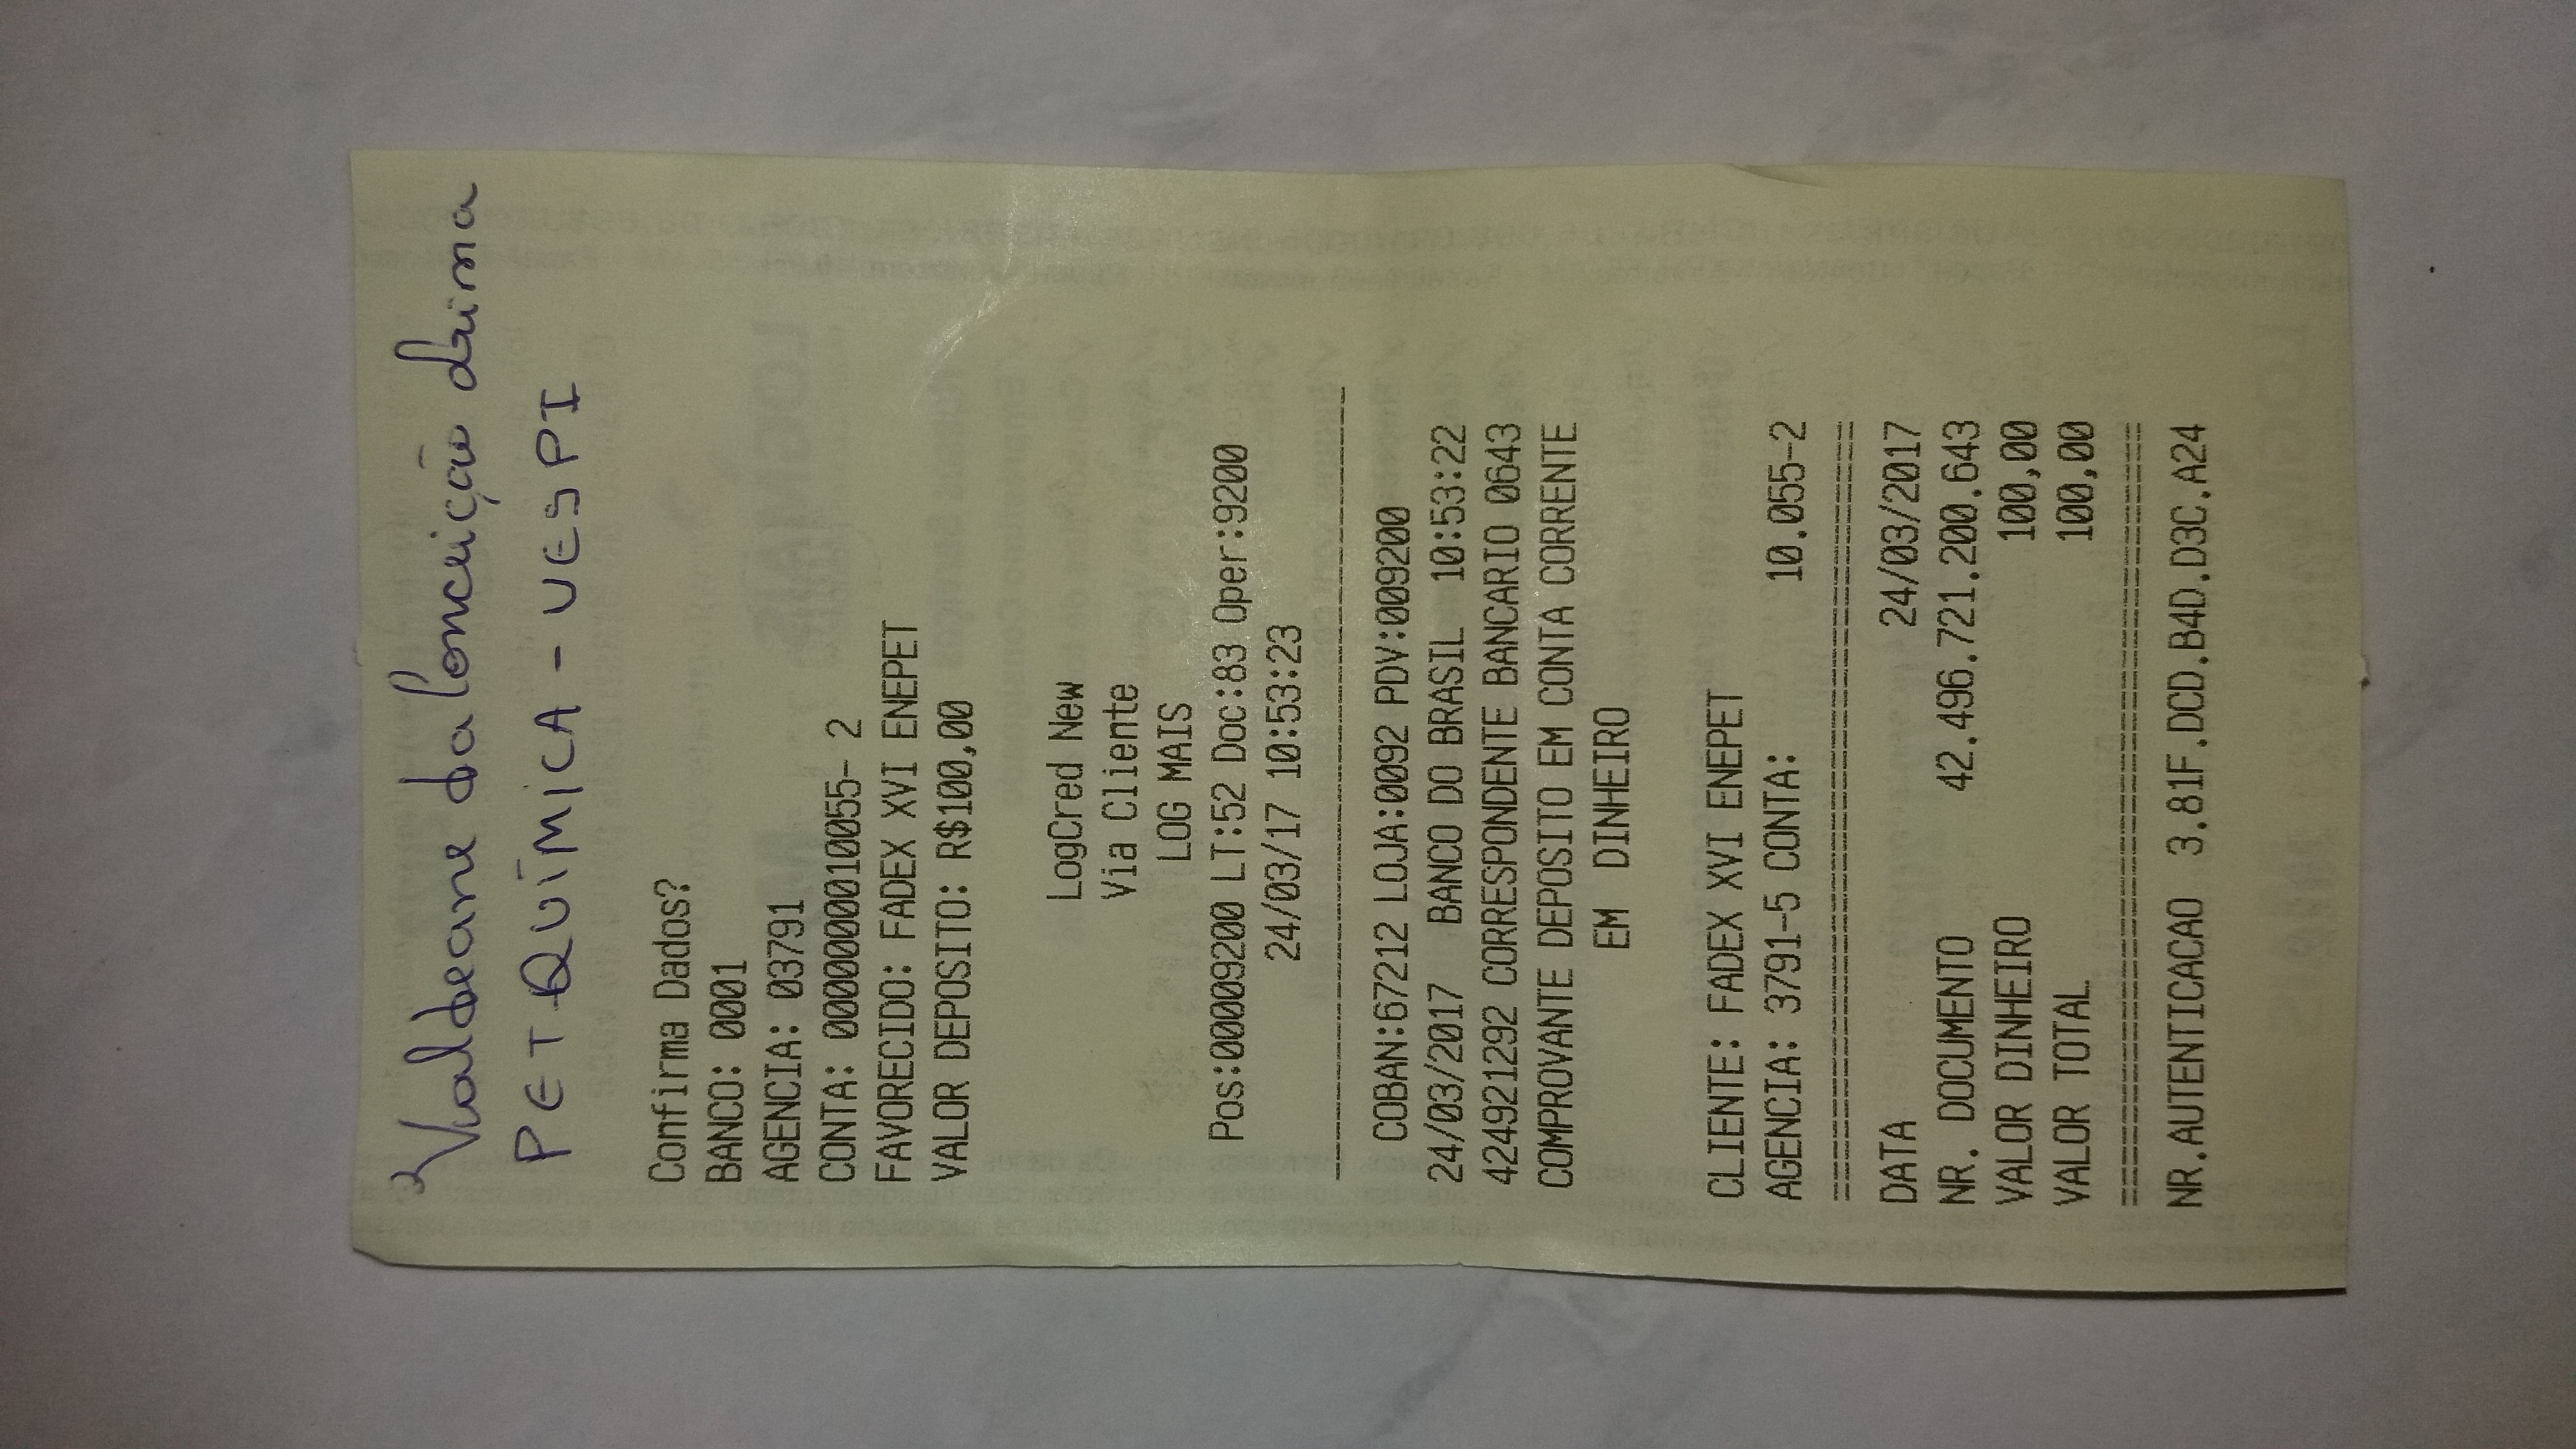 Valdeane da Conceição Lima
PET QUÍMICA - UESPI
Confirma Dados?
BANCO: 0001
AGENCIA: 03791
CONTA: 0000000010055- 2
FAVORECIDO: FADEX XVI ENEPET
VALOR DEPOSITO: R$100,00
LogCred New
Via Cliente
LOG MAIS
Pos:00009200 LT:52 Doc:83 Oper:9200
24/03/17 10:53:23
COBAN:67212 LOJA:0092 PDV:009200
24/03/2017 BANCO DO BRASIL 10:53:22
424921292 CORRESPONDENTE BANCARIO 0643
COMPROVANTE DEPOSITO EM CONTA CORRENTE
EM DINHEIRO
CLIENTE: FADEX XVI ENEPET
AGENCIA: 3791-5 CONTA: 10.055-2
DATA 24/03/2017
NR. DOCUMENTO 42.496.721.200.643
VALOR DINHEIRO 100,00
VALOR TOTAL 100,00
NR.AUTENTICACAO 3.81F.DCD.B4D.D3C.A24